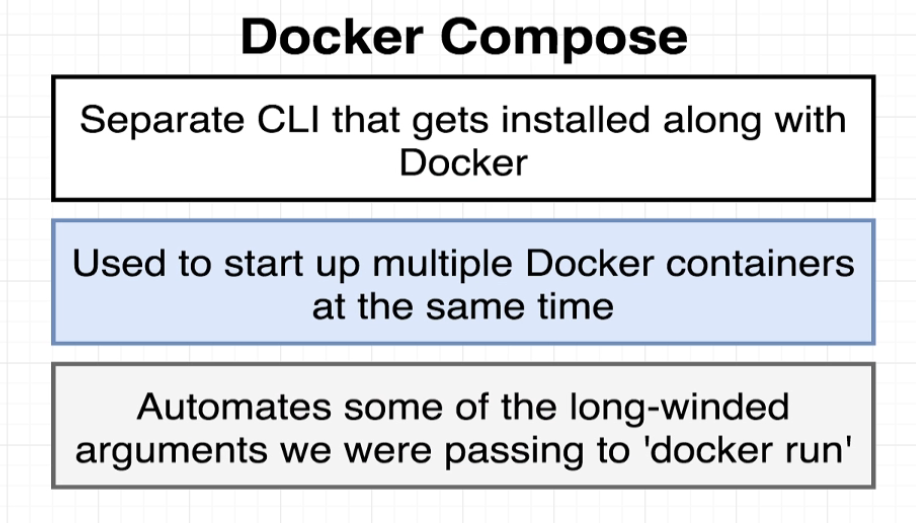 Docker Compose
Separate CLI that gets installed along with
Docker
Used to start up multiple Docker containers
at the same time
Automates some of the long-winded
arguments we were passing to 'docker run'